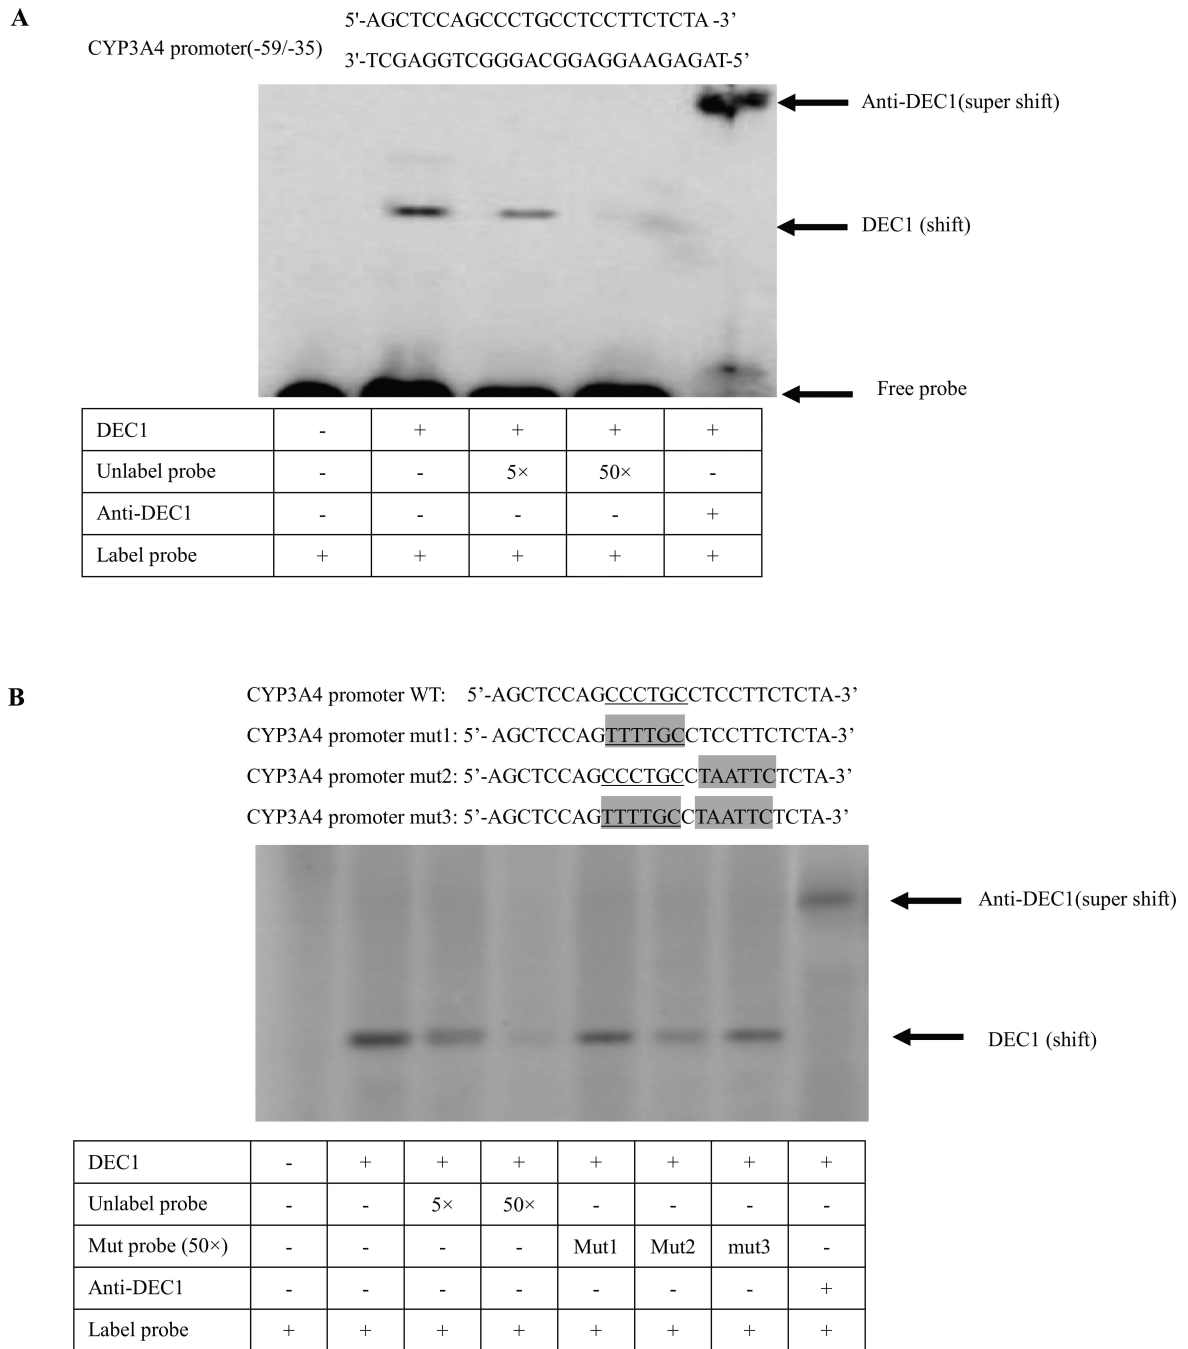 A
5'-AGCTCCAGCCCTGCCTCCTTCTCTA -3’
CYP3A4 promoter(-59/-35)
3'-TCGAGGTCGGGACGGAGGAAGAGAT-5’
Anti-DEC1(super shift)
DEC1 (shift)
Free probe
DEC1 - + + + +
Unlabel probe - - 5× 50× -
Anti-DEC1 - - - - +
Label probe + + + + +
B
CYP3A4 promoter WT: 5’-AGCTCCAGCCCTGCCTCCTTCTCTA-3’
CYP3A4 promoter mut1: 5’- AGCTCCAGTTTTGCCTCCTTCTCTA-3’
CYP3A4 promoter mut2: 5’-AGCTCCAGCCCTGCCTAATTCTCTA-3’
CYP3A4 promoter mut3: 5’-AGCTCCAGTTTTGCCTAATTCTCTA-3’
Anti-DEC1(super shift)
DEC1 (shift)
DEC1 - + + + + + + +
Unlabel probe - - 5× 50× - - - -
Mut probe (50×) - - - - Mut1 Mut2 mut3 -
Anti-DEC1 - - - - - - - +
Label probe + + + + + + + +